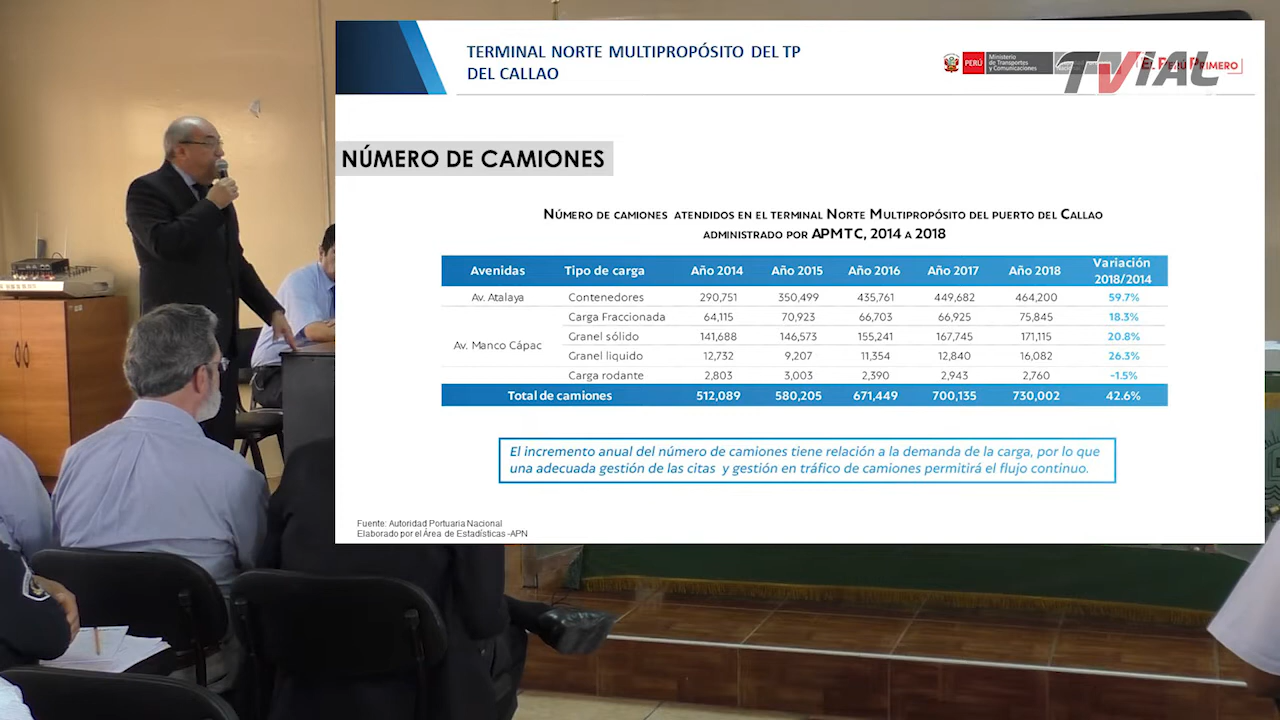 TERMINAL NORTE MULTIPROPÓSITO DEL TP
DEL CALLAO
PERÚ
Ministerio
de Transportes
y Comunicaciones
EL PERÚ PRIMERO
TVIAL
NÚMERO DE CAMIONES
NÚMERO DE CAMIONES ATENDIDOS EN EL TERMINAL NORTE MULTIPROPÓSITO DEL PUERTO DEL CALLAO
ADMINISTRADO POR APMTC, 2014 A 2018
Avenidas Tipo de carga Año 2014 Año 2015 Año 2016 Año 2017 Año 2018 Variación 2018/2014
Av. Atalaya Contenedores 290,751 350,499 435,761 449,682 464,200 59.7%
Av. Manco Cápac Carga Fraccionada 64,115 70,923 66,703 66,925 75,845 18.3%
Granel sólido 141,688 146,573 155,241 167,745 171,115 20.8%
Granel liquido 12,732 9,207 11,354 12,840 16,082 26.3%
Carga rodante 2,803 3,003 2,390 2,943 2,760 -1.5%
Total de camiones 512,089 580,205 671,449 700,135 730,002 42.6%
El incremento anual del número de camiones tiene relación a la demanda de la carga, por lo que
una adecuada gestión de las citas y gestión en tráfico de camiones permitirá el flujo continuo.
Fuente: Autoridad Portuaria Nacional
Elaborado por el Área de Estadísticas -APN